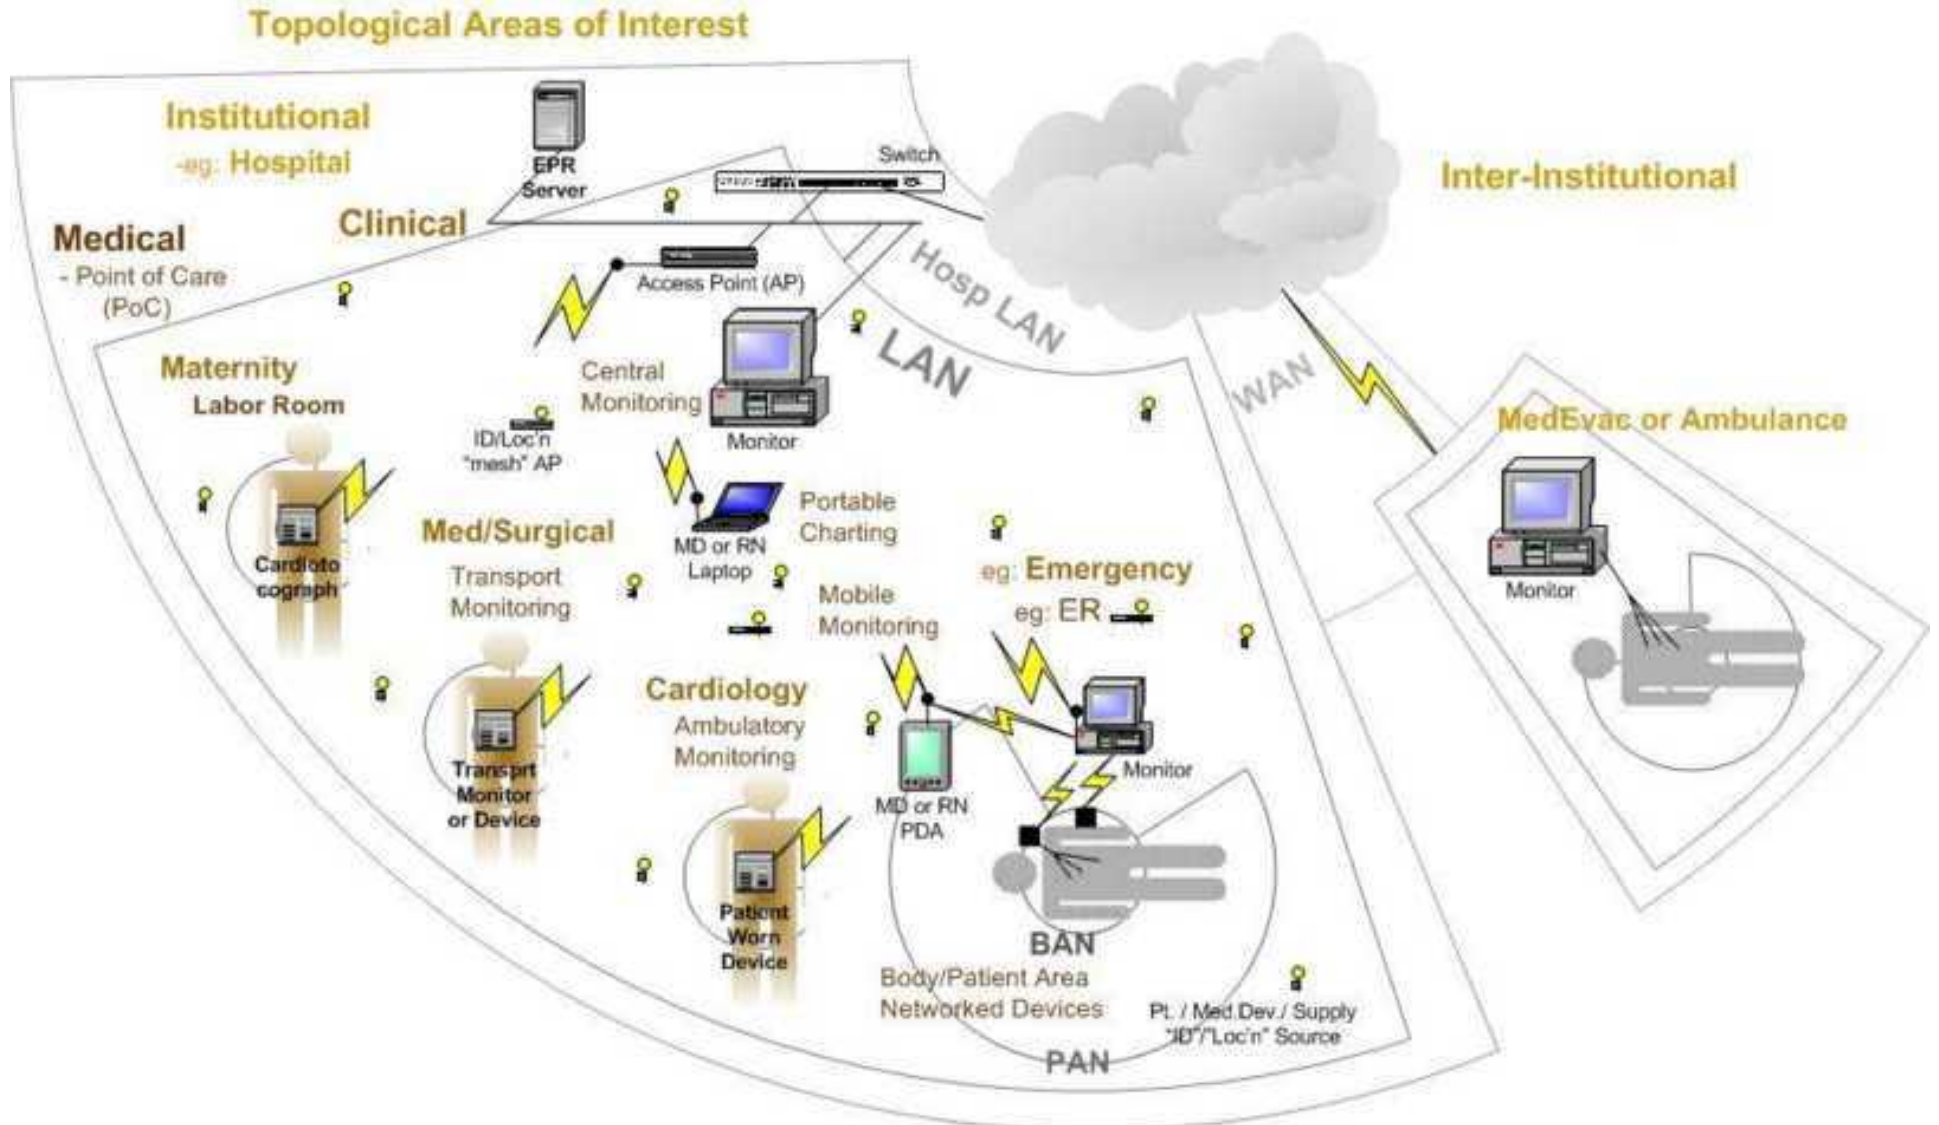 Topological Areas of Interest
Institutional
-eg: Hospital
EPR
Server
Switch
Inter-Institutional
Medical
- Point of Care
(PoC)
Clinical
Access Point (AP)
Hosp LAN
LAN
WAN
Maternity
Labor Room
Central
Monitoring
Monitor
ID/Loc'n
"mesh" AP
MedEvac or Ambulance
Monitor
Cardioto
cograph
Med/Surgical
Transport
Monitoring
MD or RN
Laptop
Portable
Charting
Mobile
Monitoring
eg: Emergency
eg: ER
Transprt
Monitor
or Device
Cardiology
Ambulatory
Monitoring
MD or RN
PDA
Monitor
Patient
Worn
Device
BAN
Body/Patient Area
Networked Devices
PAN
Pt. / Med.Dev./ Supply
"ID"/"Loc'n" Source